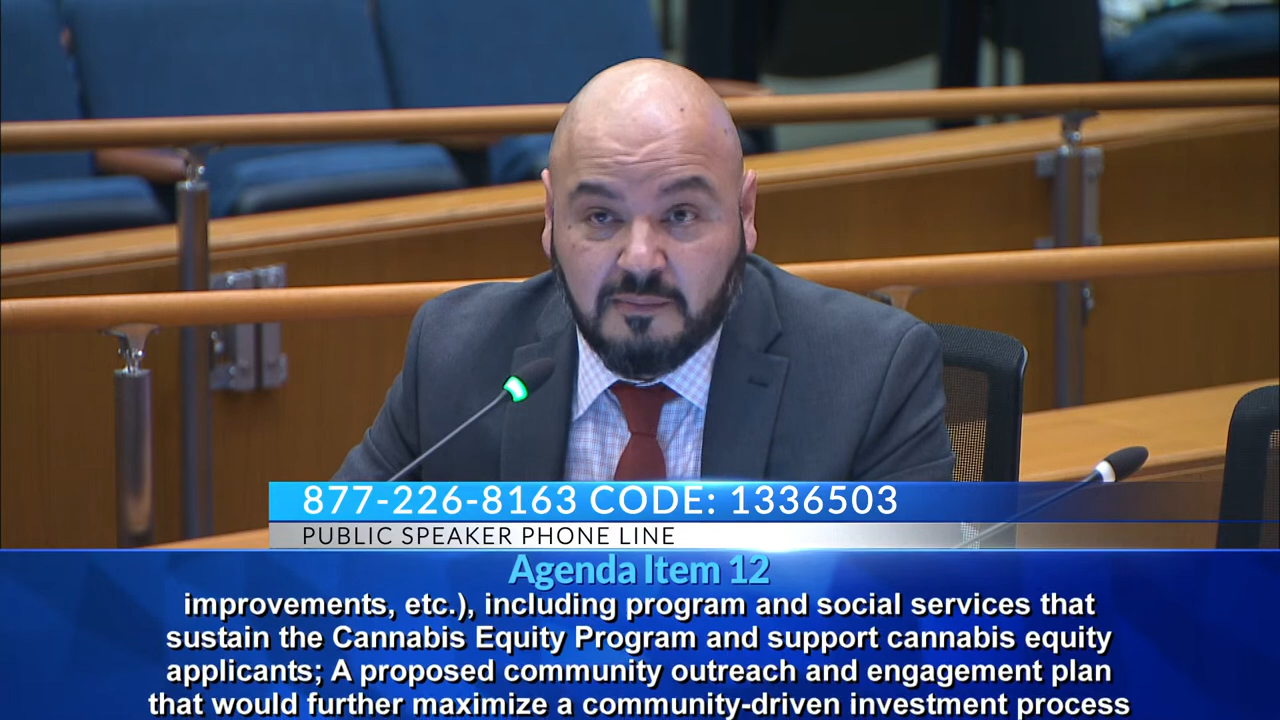 877-226-8163 CODE: 1336503
PUBLIC SPEAKER PHONE LINE
Agenda Item 12
improvements, etc.), including program and social services that
sustain the Cannabis Equity Program and support cannabis equity
applicants; A proposed community outreach and engagement plan
that would further maximize a community-driven investment process